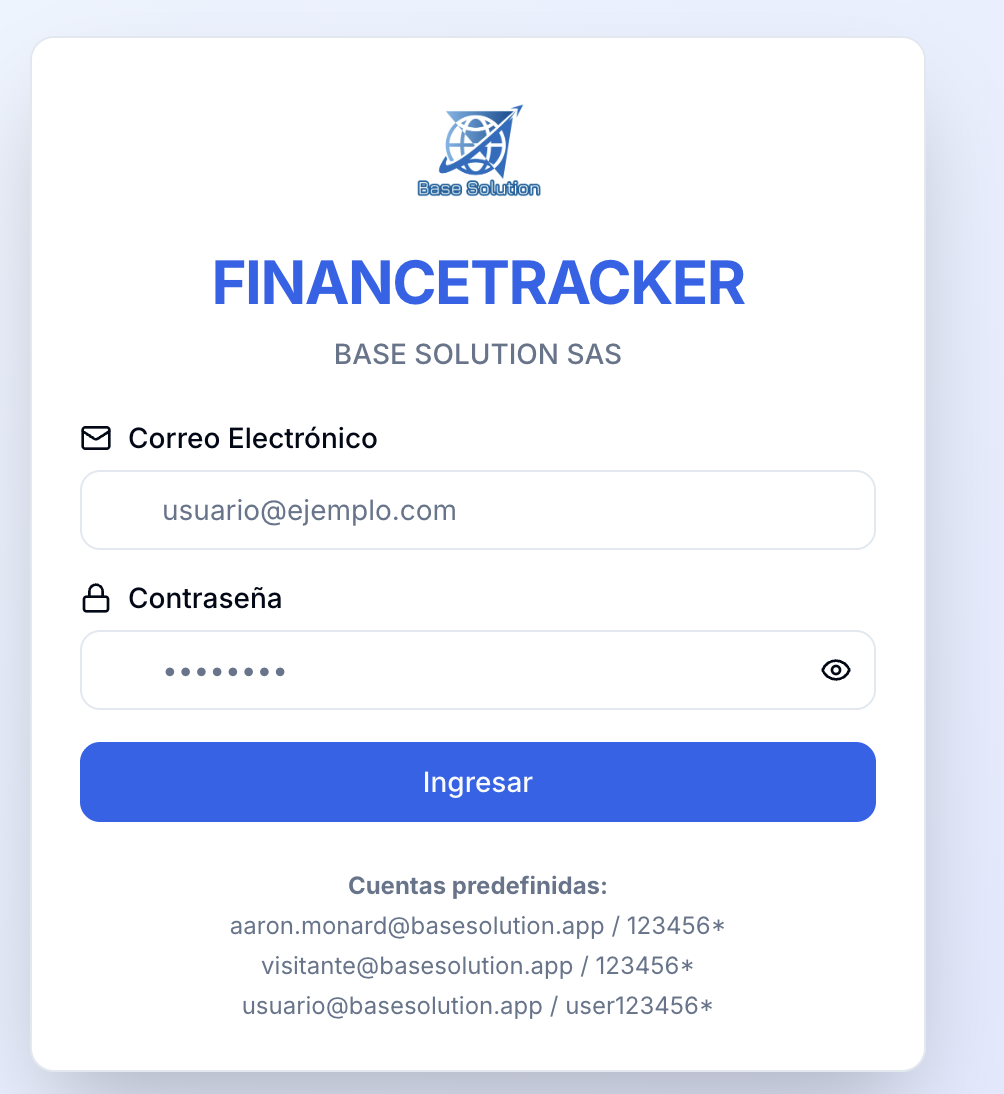 Base Solution
FINANCETRACKER
BASE SOLUTION SAS
Correo Electrónico
usuario@ejemplo.com
Contraseña
••••••••
Ingresar
Cuentas predefinidas:
aaron.monard@basesolution.app / 123456*
visitante@basesolution.app / 123456*
usuario@basesolution.app / user123456*